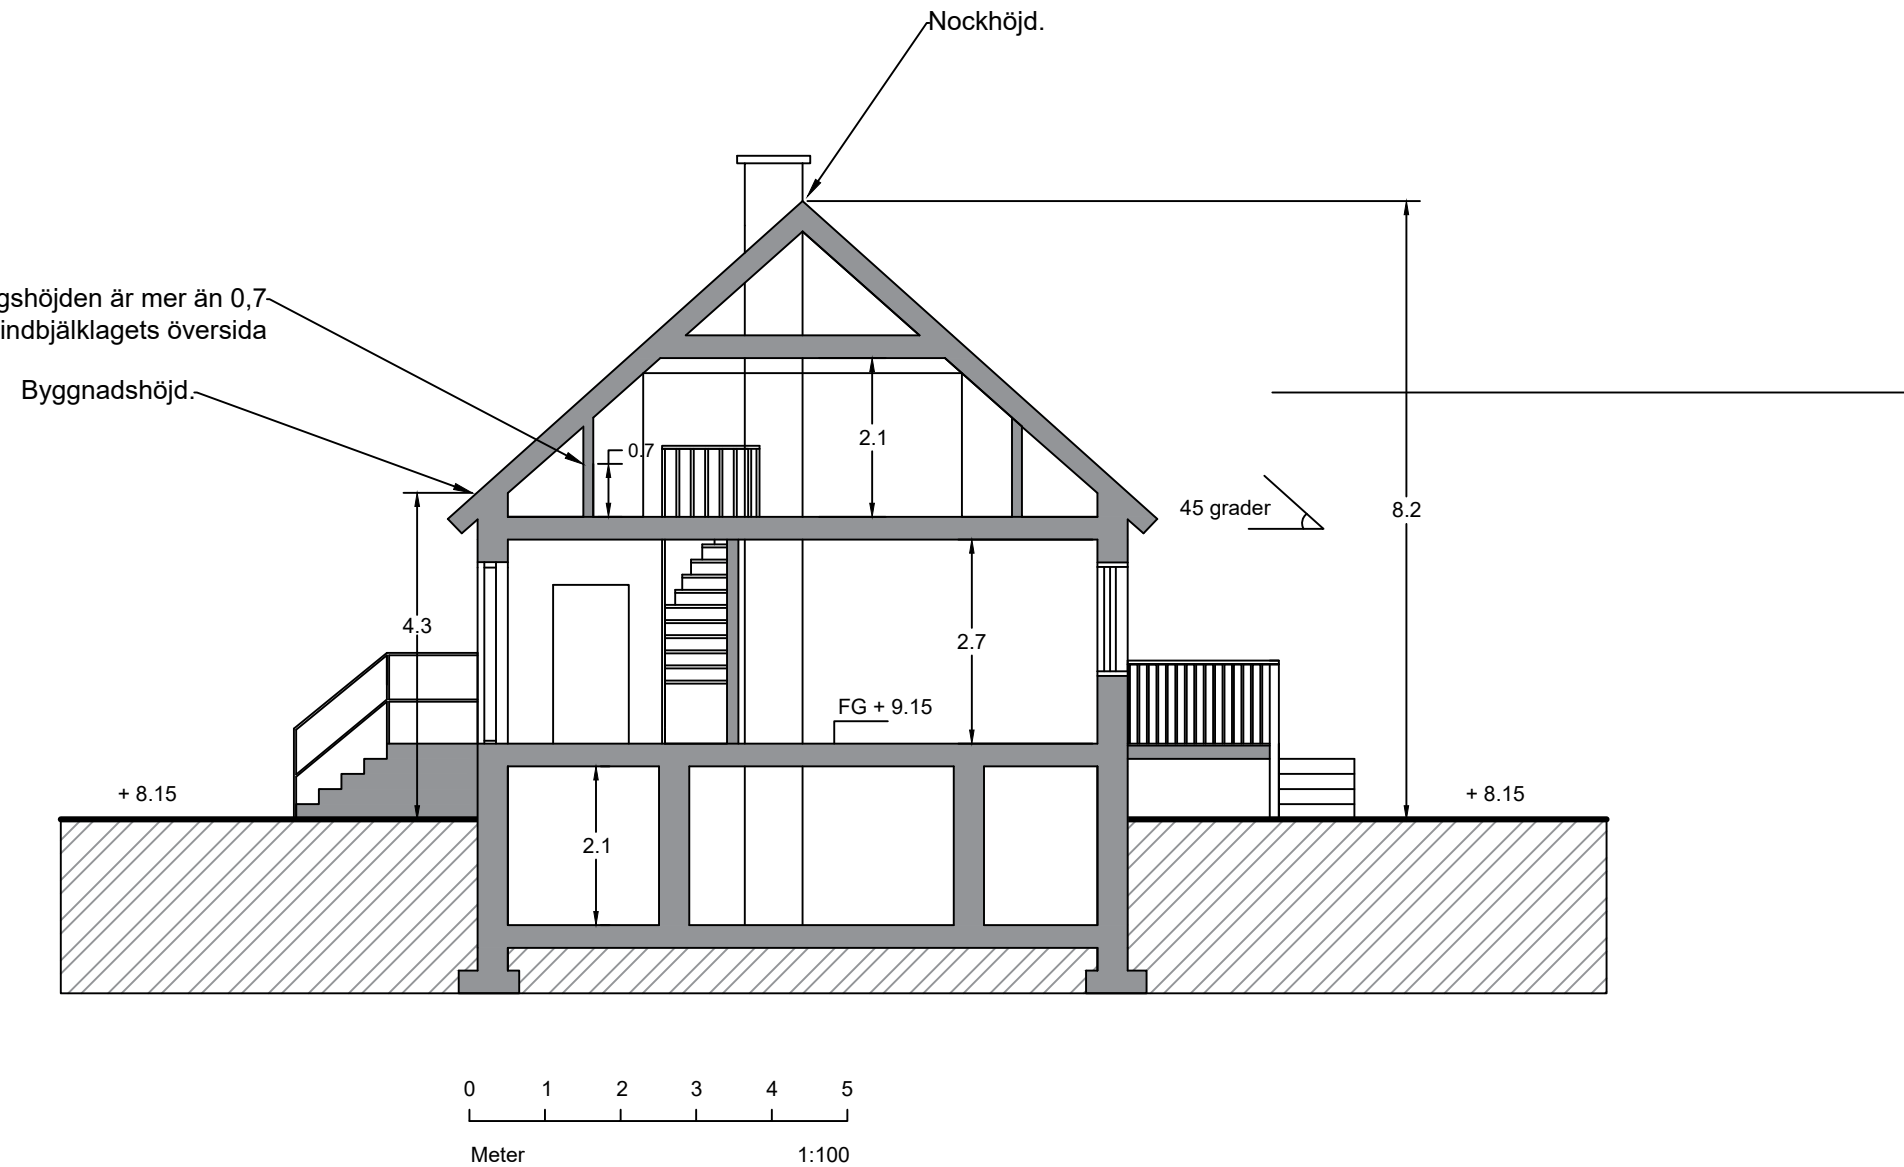 Nockhöjd.
är mer än 0,7
översida
Byggnadshöjd.
0.7
2.1
45 grader
8.2
4.3
2.7
FG + 9.15
+ 8.15
+ 8.15
2.1
0 1 2 3 4 5
Meter 1:100